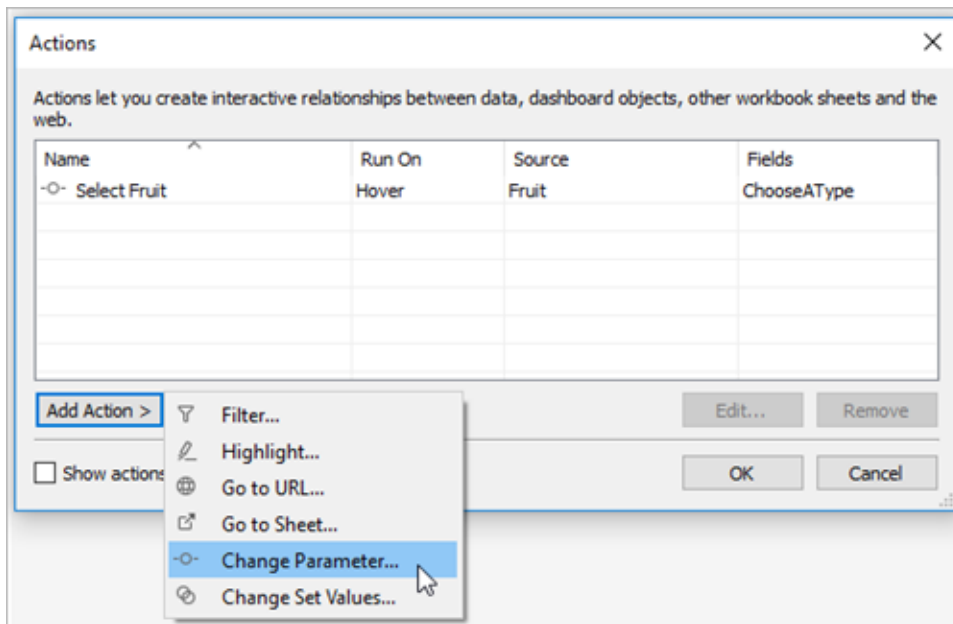 Actions
Actions let you create interactive relationships between data, dashboard objects, other workbook sheets and the
web.
Name Run On Source Fields
Select Fruit Hover Fruit ChooseAType
Add Action > Edit... Remove
Filter...
Highlight...
Show actions OK Cancel
Go to URL...
Go to Sheet...
Change Parameter...
Change Set Values...